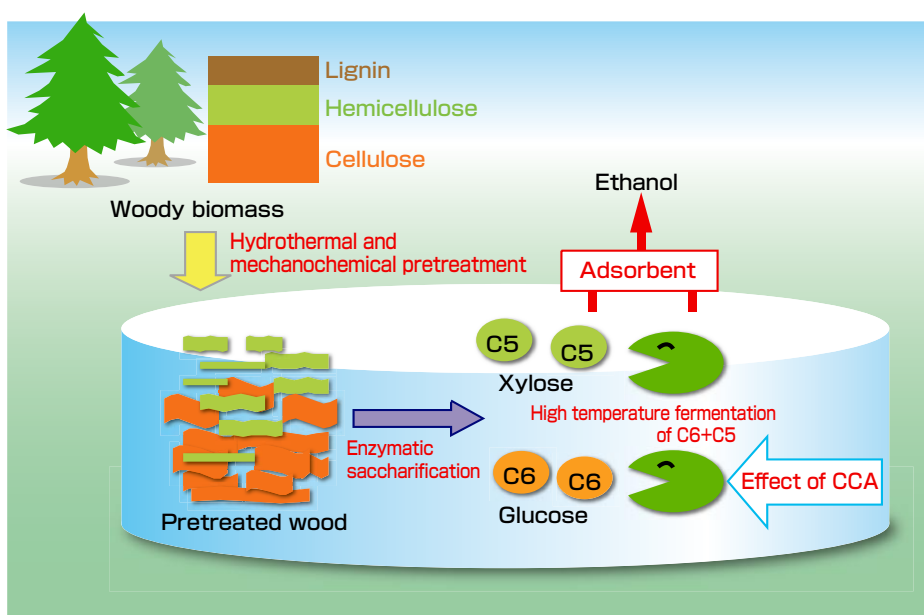 Lignin
Hemicellulose
Cellulose
Woody biomass
Hydrothermal and
mechanochemical pretreatment
Ethanol
Adsorbent
C5
C5
Xylose
High temperature fermentation
of C6+C5
Enzymatic
saccharification
C6
C6
Glucose
Effect of CCA
Pretreated wood